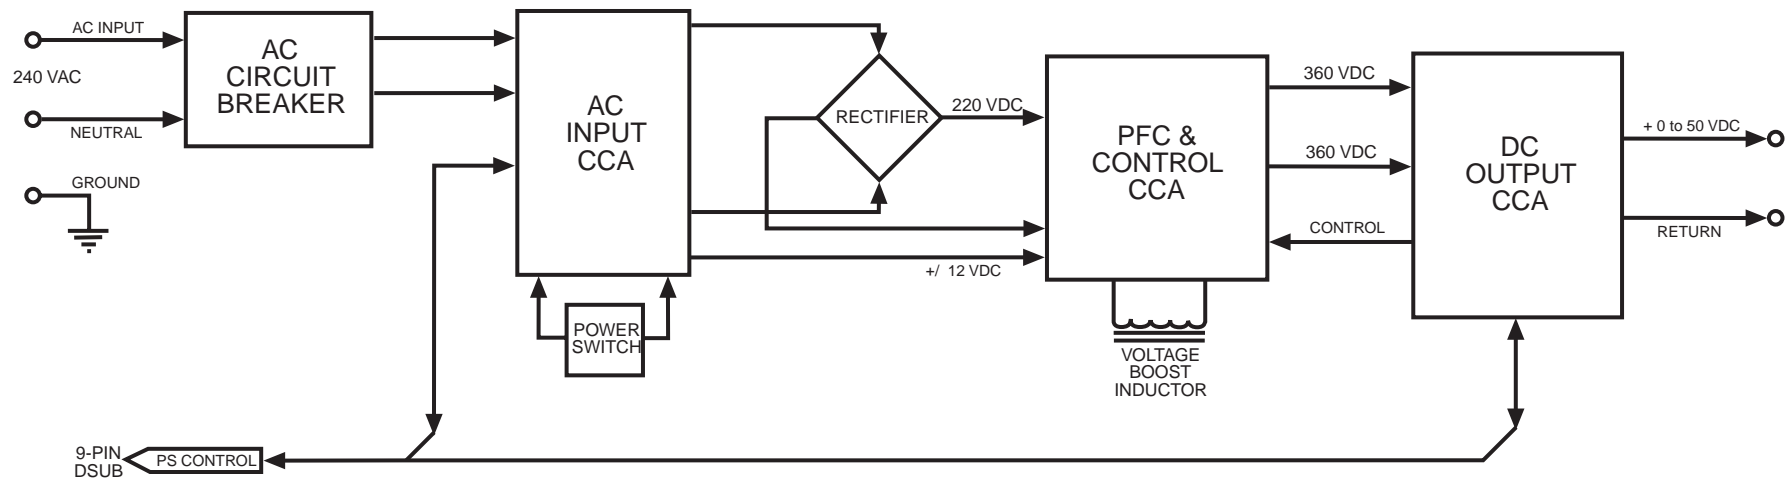 AC INPUT
240 VAC
NEUTRAL
GROUND
AC
CIRCUIT
BREAKER
AC
INPUT
CCA
POWER
SWITCH
RECTIFIER
220 VDC
+/ 12 VDC
PFC &
CONTROL
CCA
VOLTAGE
BOOST
INDUCTOR
360 VDC
360 VDC
CONTROL
DC
OUTPUT
CCA
+ 0 to 50 VDC
RETURN
9-PIN
DSUB
PS CONTROL